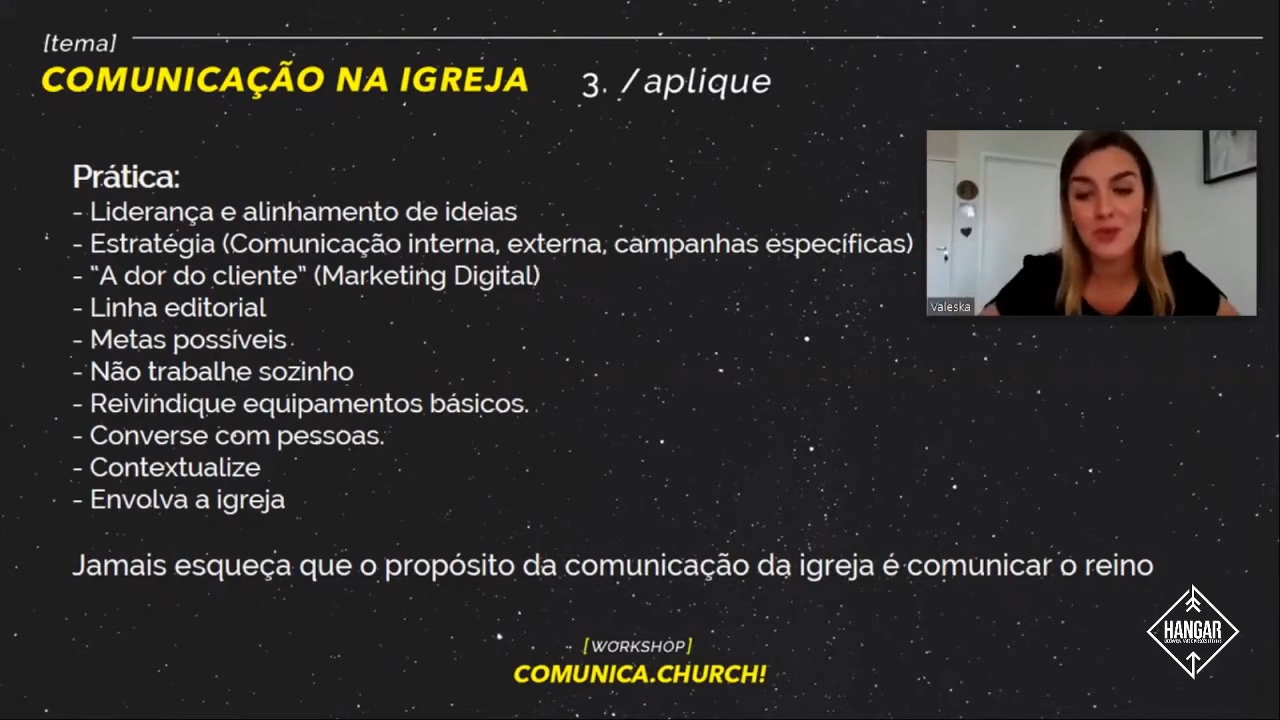 [tema]
COMUNICAÇÃO NA IGREJA 3. /aplique
Prática:
- Liderança e alinhamento de ideias
- Estratégia (Comunicação interna, externa, campanhas específicas)
- “A dor do cliente” (Marketing Digital)
- Linha editorial
- Metas possíveis
- Não trabalhe sozinho
- Reivindique equipamentos básicos.
- Converse com pessoas.
- Contextualize
- Envolva a igreja
Valeska
Jamais esqueça que o propósito da comunicação da igreja é comunicar o reino
HANGAR
[WORKSHOP]
COMUNICA.CHURCH!